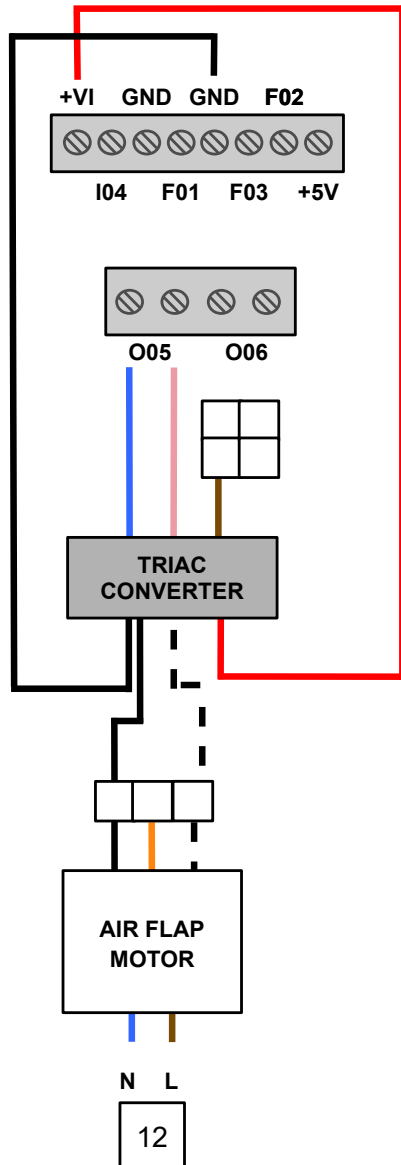 +VI GND GND F02
I04 F01 F03 +5V
O05 O06
TRIAC
CONVERTER
AIR FLAP
MOTOR
N L
12